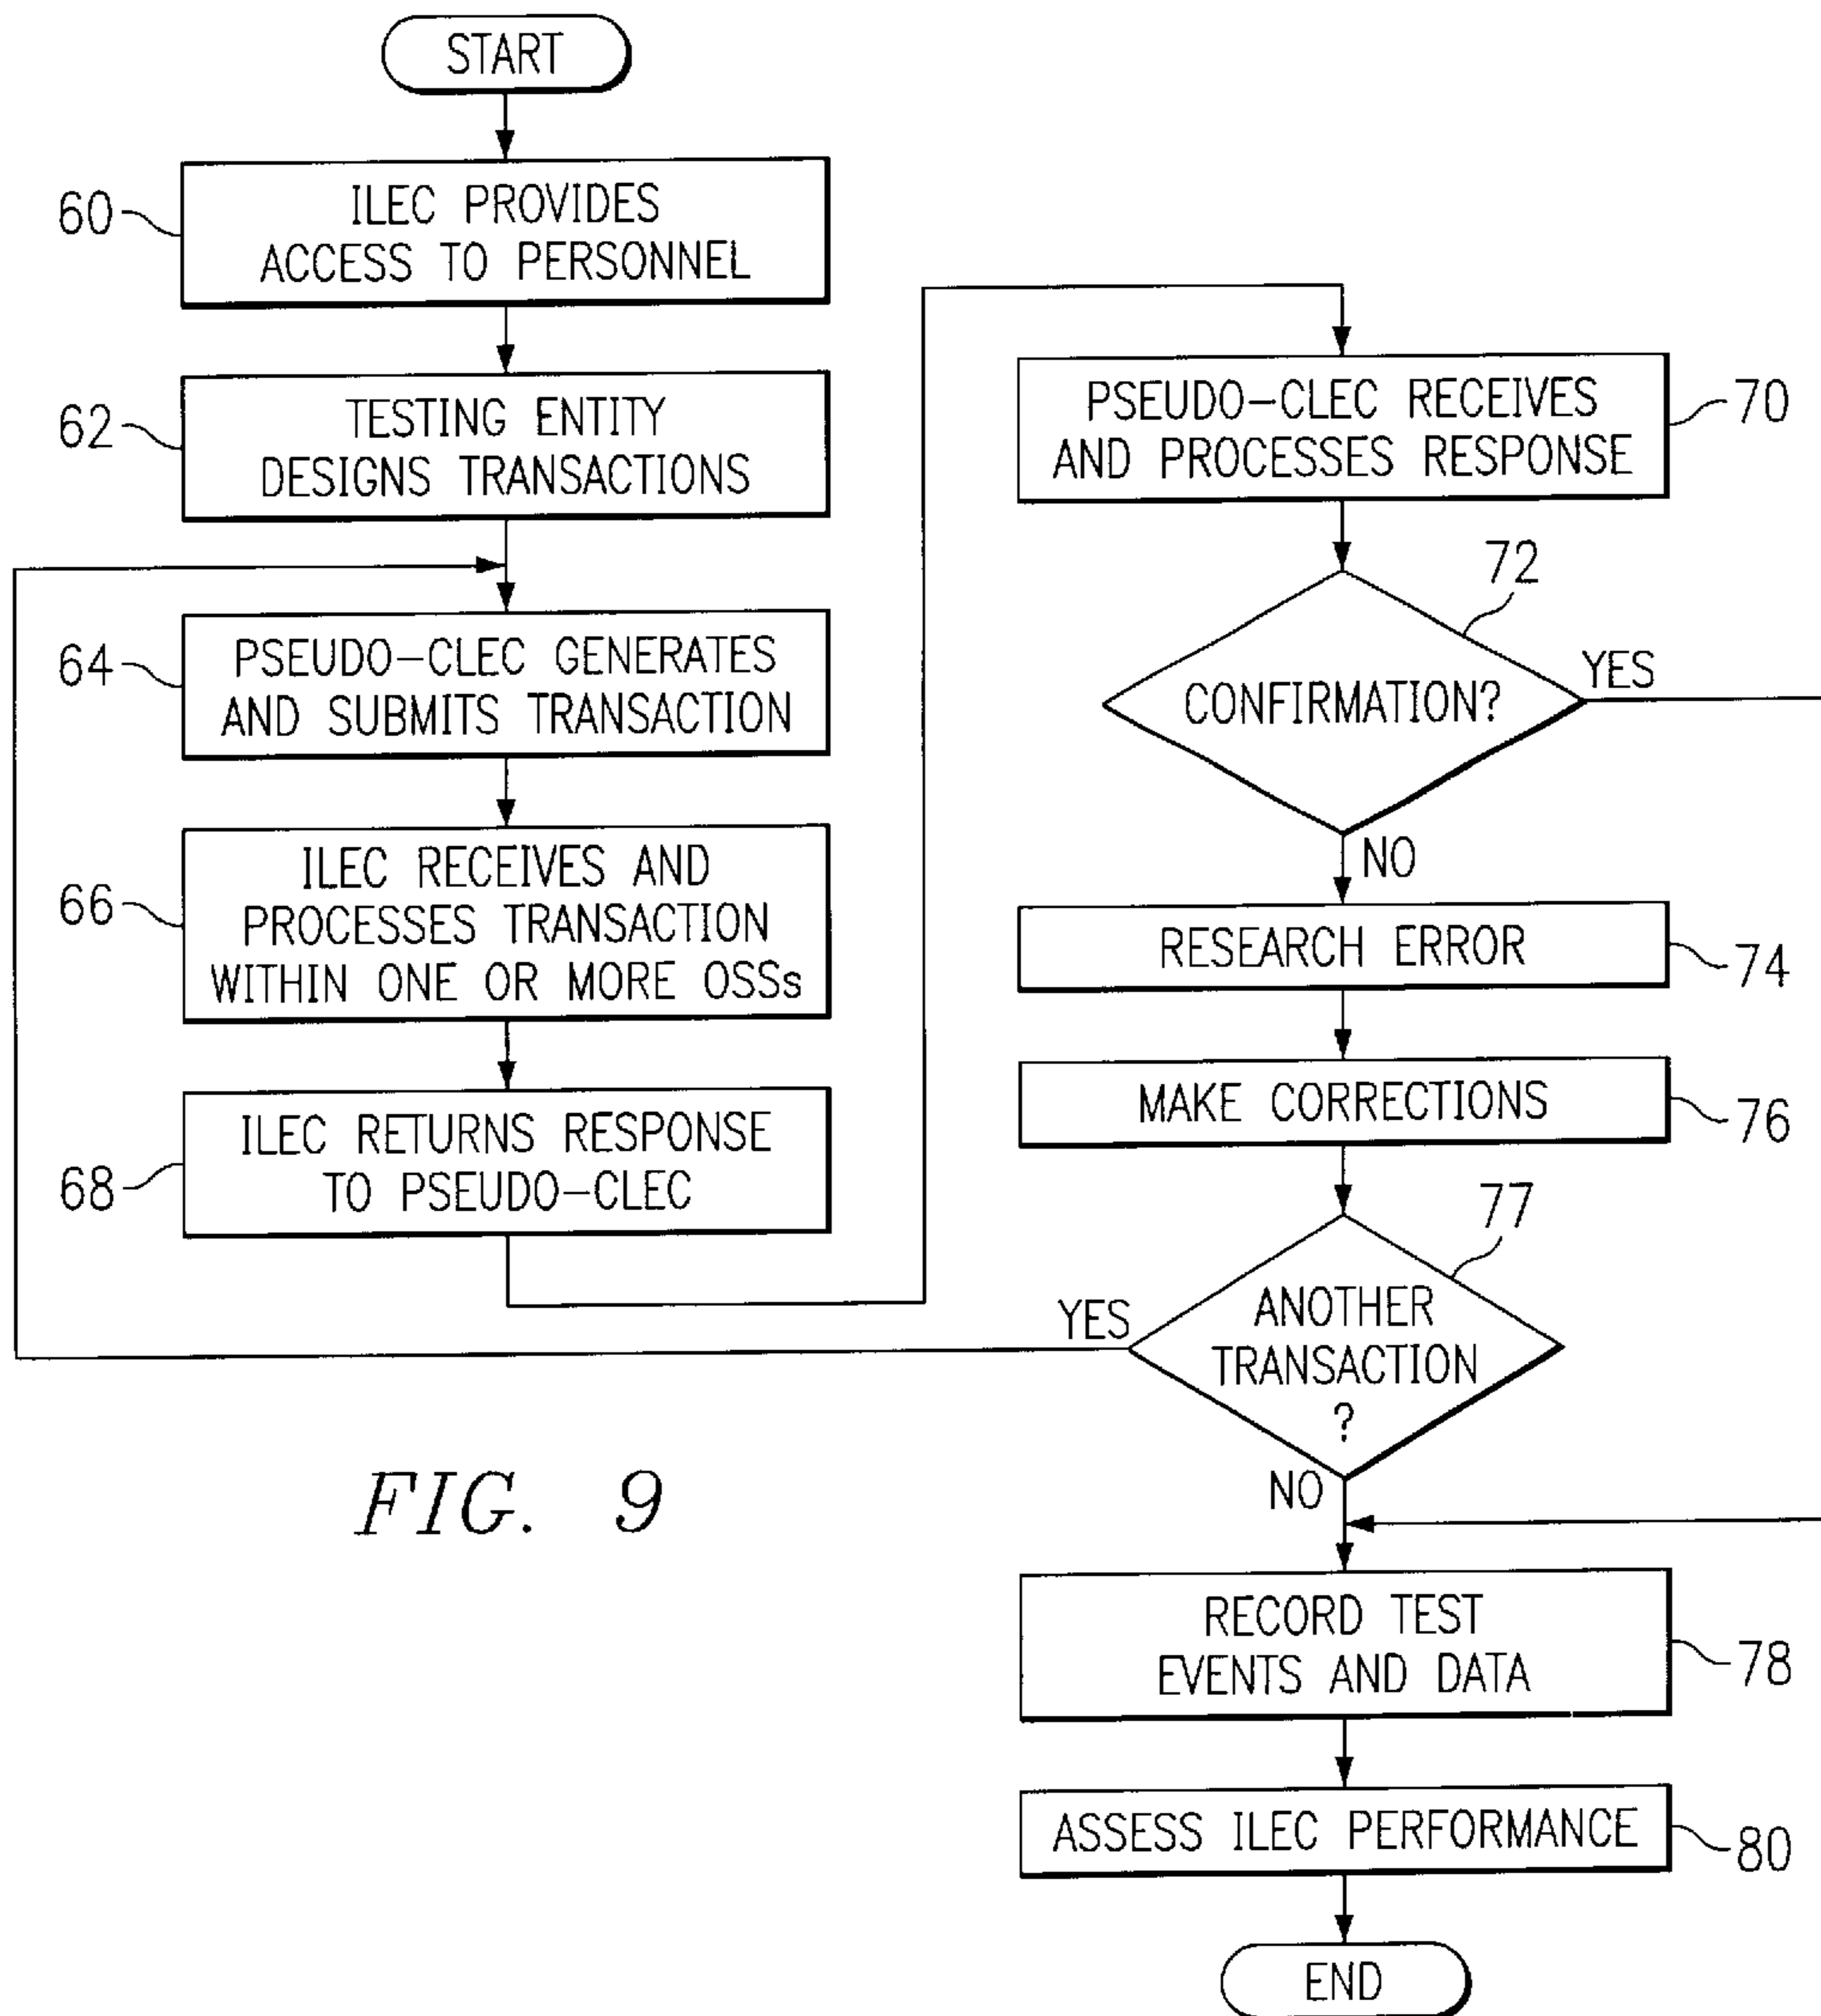 START
60
ILEC PROVIDES
ACCESS TO PERSONNEL
62
TESTING ENTITY
DESIGNS TRANSACTIONS
64
PSEUDO-CLEC GENERATES
AND SUBMITS TRANSACTION
66
ILEC RECEIVES AND
PROCESSES TRANSACTION
WITHIN ONE OR MORE OSSs
68
ILEC RETURNS RESPONSE
TO PSEUDO-CLEC
PSEUDO-CLEC RECEIVES
AND PROCESSES RESPONSE
70
72
CONFIRMATION?
YES
NO
RESEARCH ERROR
74
MAKE CORRECTIONS
76
77
ANOTHER
TRANSACTION
?
YES
NO
RECORD TEST
EVENTS AND DATA
78
ASSESS ILEC PERFORMANCE
80
END
FIG. 9